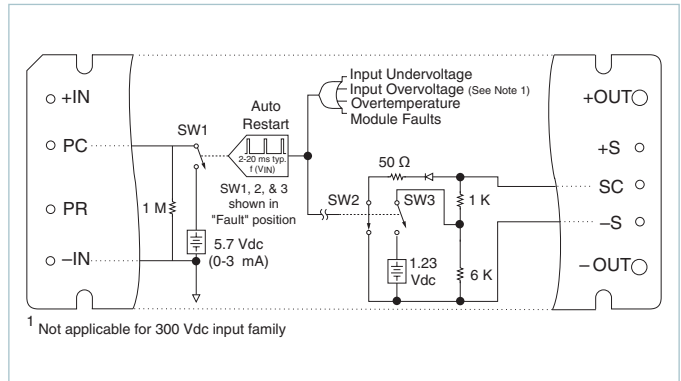 +IN
PC
PR
–IN
1 M
SW1
Auto
Restart
2-20 ms typ.
f (VIN)
SW1, 2, & 3
shown in
"Fault" position
5.7 Vdc
(0-3 mA)
Input Undervoltage
Input Overvoltage (See Note 1)
Overtemperature
Module Faults
50 Ω
SW2
SW3
1 K
1.23
Vdc
6 K
+OUT
+S
SC
–S
–OUT
1 Not applicable for 300 Vdc input family